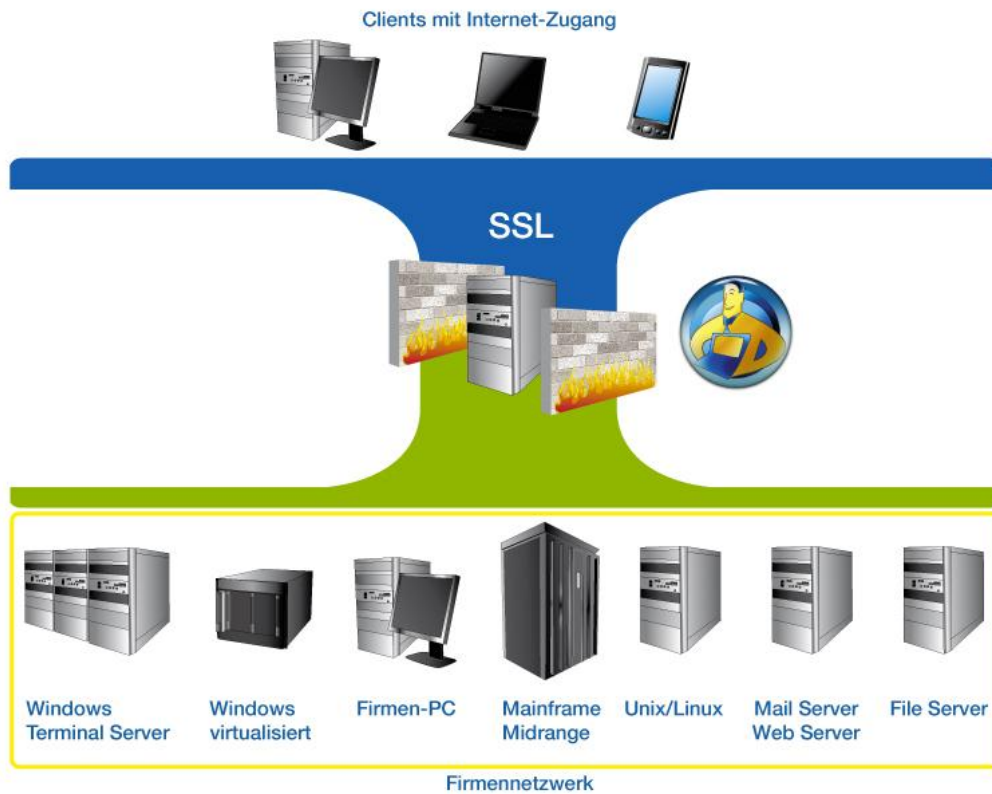 Clients mit Internet-Zugang
SSL
Windows
Terminal Server
Windows
virtualisiert
Firmen-PC
Mainframe
Midrange
Unix/Linux
Mail Server
Web Server
File Server
Firmennetzwerk